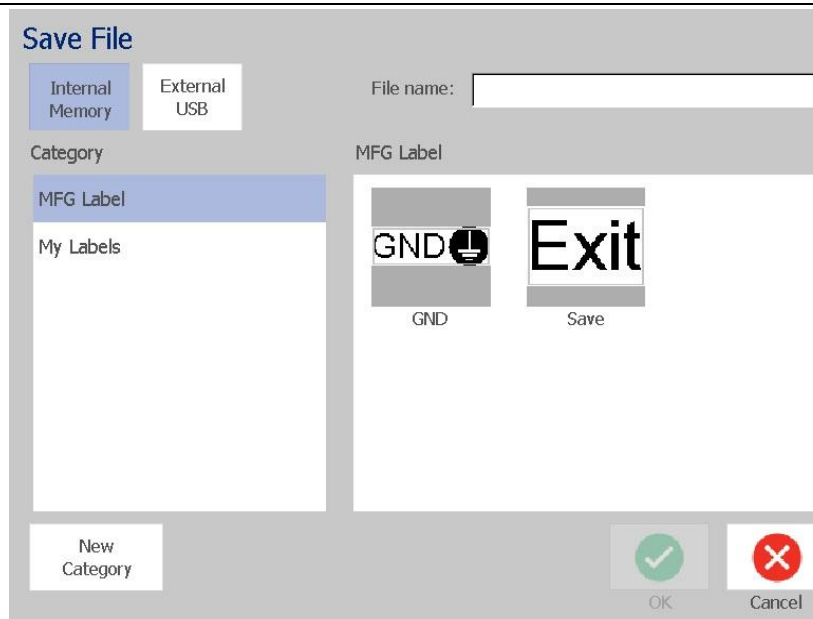 Save File
Internal
Memory
External
USB
File name:
Category
MFG Label
MFG Label
My Labels
GND
Exit
GND
Save
New
Category
OK
Cancel